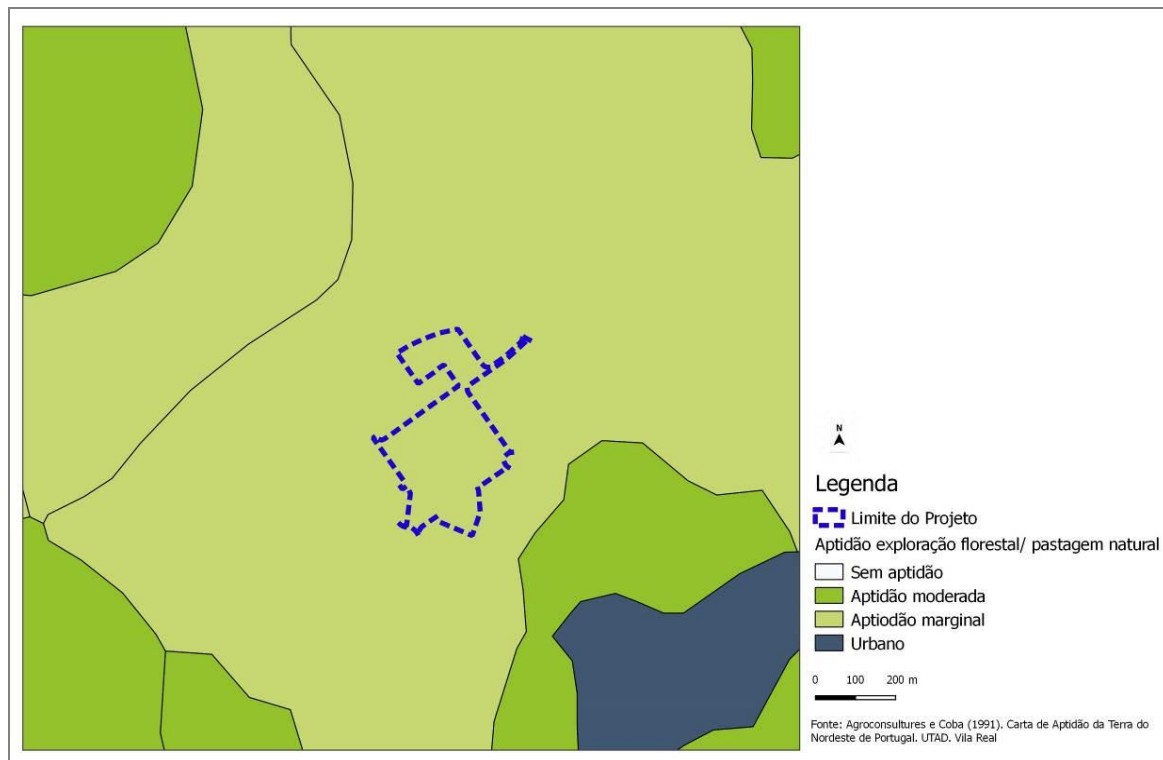 N
Legenda
Limite do Projeto
Aptidão exploração florestal/ pastagem natural
Sem aptidão
Aptidão moderada
Aptiodão marginal
Urbano
0 100 200 m
Fonte: Agroconsultures e Coba (1991). Carta de Aptidão da Terra do
Nordeste de Portugal. UTAD. Vila Real